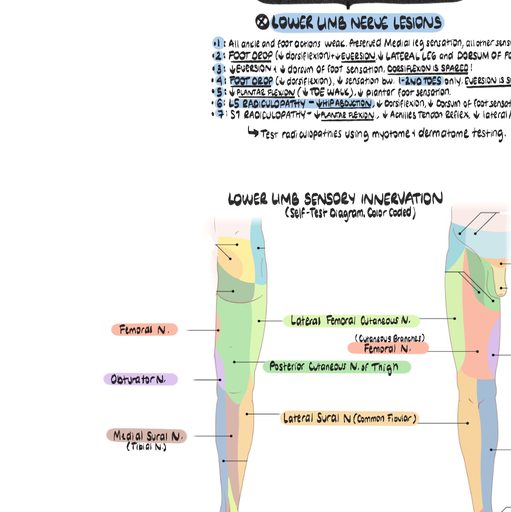 ⓧ LOWER LIMB NERVE LESIONS
•1: All ankle and foot actions weak. Preserved Medial leg sensation, all other sens
•2: FOOT DROP (↓dorsiflexion)+↓EVERSION, ↓LATERAL LEG and DORSUM OF FO
•3: ↓EVERSION + ↓ dorsum of foot sensation, DORSIFLEXION IS SPARED!
•4: FOOT DROP (↓ dorsiflexion), ↓ sensation bw. 1-2ND TOES only. EVERSION IS S
•5: ↓PLANTAR FLEXION (↓ TOE WALK), ↓ plantar foot sensation.
•6: L5 RADICULOPATHY - ↓HIP ABDUCTION, ↓ Dorsiflexion, ↓ Dorsum of foot sensat
•7: S1 RADICULOPATHY - ↓PLANTAR FLEXION, ↓ Achilles Tendon Reflex, ↓ lateral
↳ Test radiculopathies using myotome + dermatome testing.
LOWER LIMB SENSORY INNERVATION
(Self-Test Diagram, Color Coded)
Lateral Femoral Cutaneous N.
Femoral N.
(Cutaneous Branches)
Femoral N.
Posterior Cutaneous N. of Thigh
Obturator N.
Lateral Sural N (Common Fibular)
Medial Sural N.
(Tibial N.)